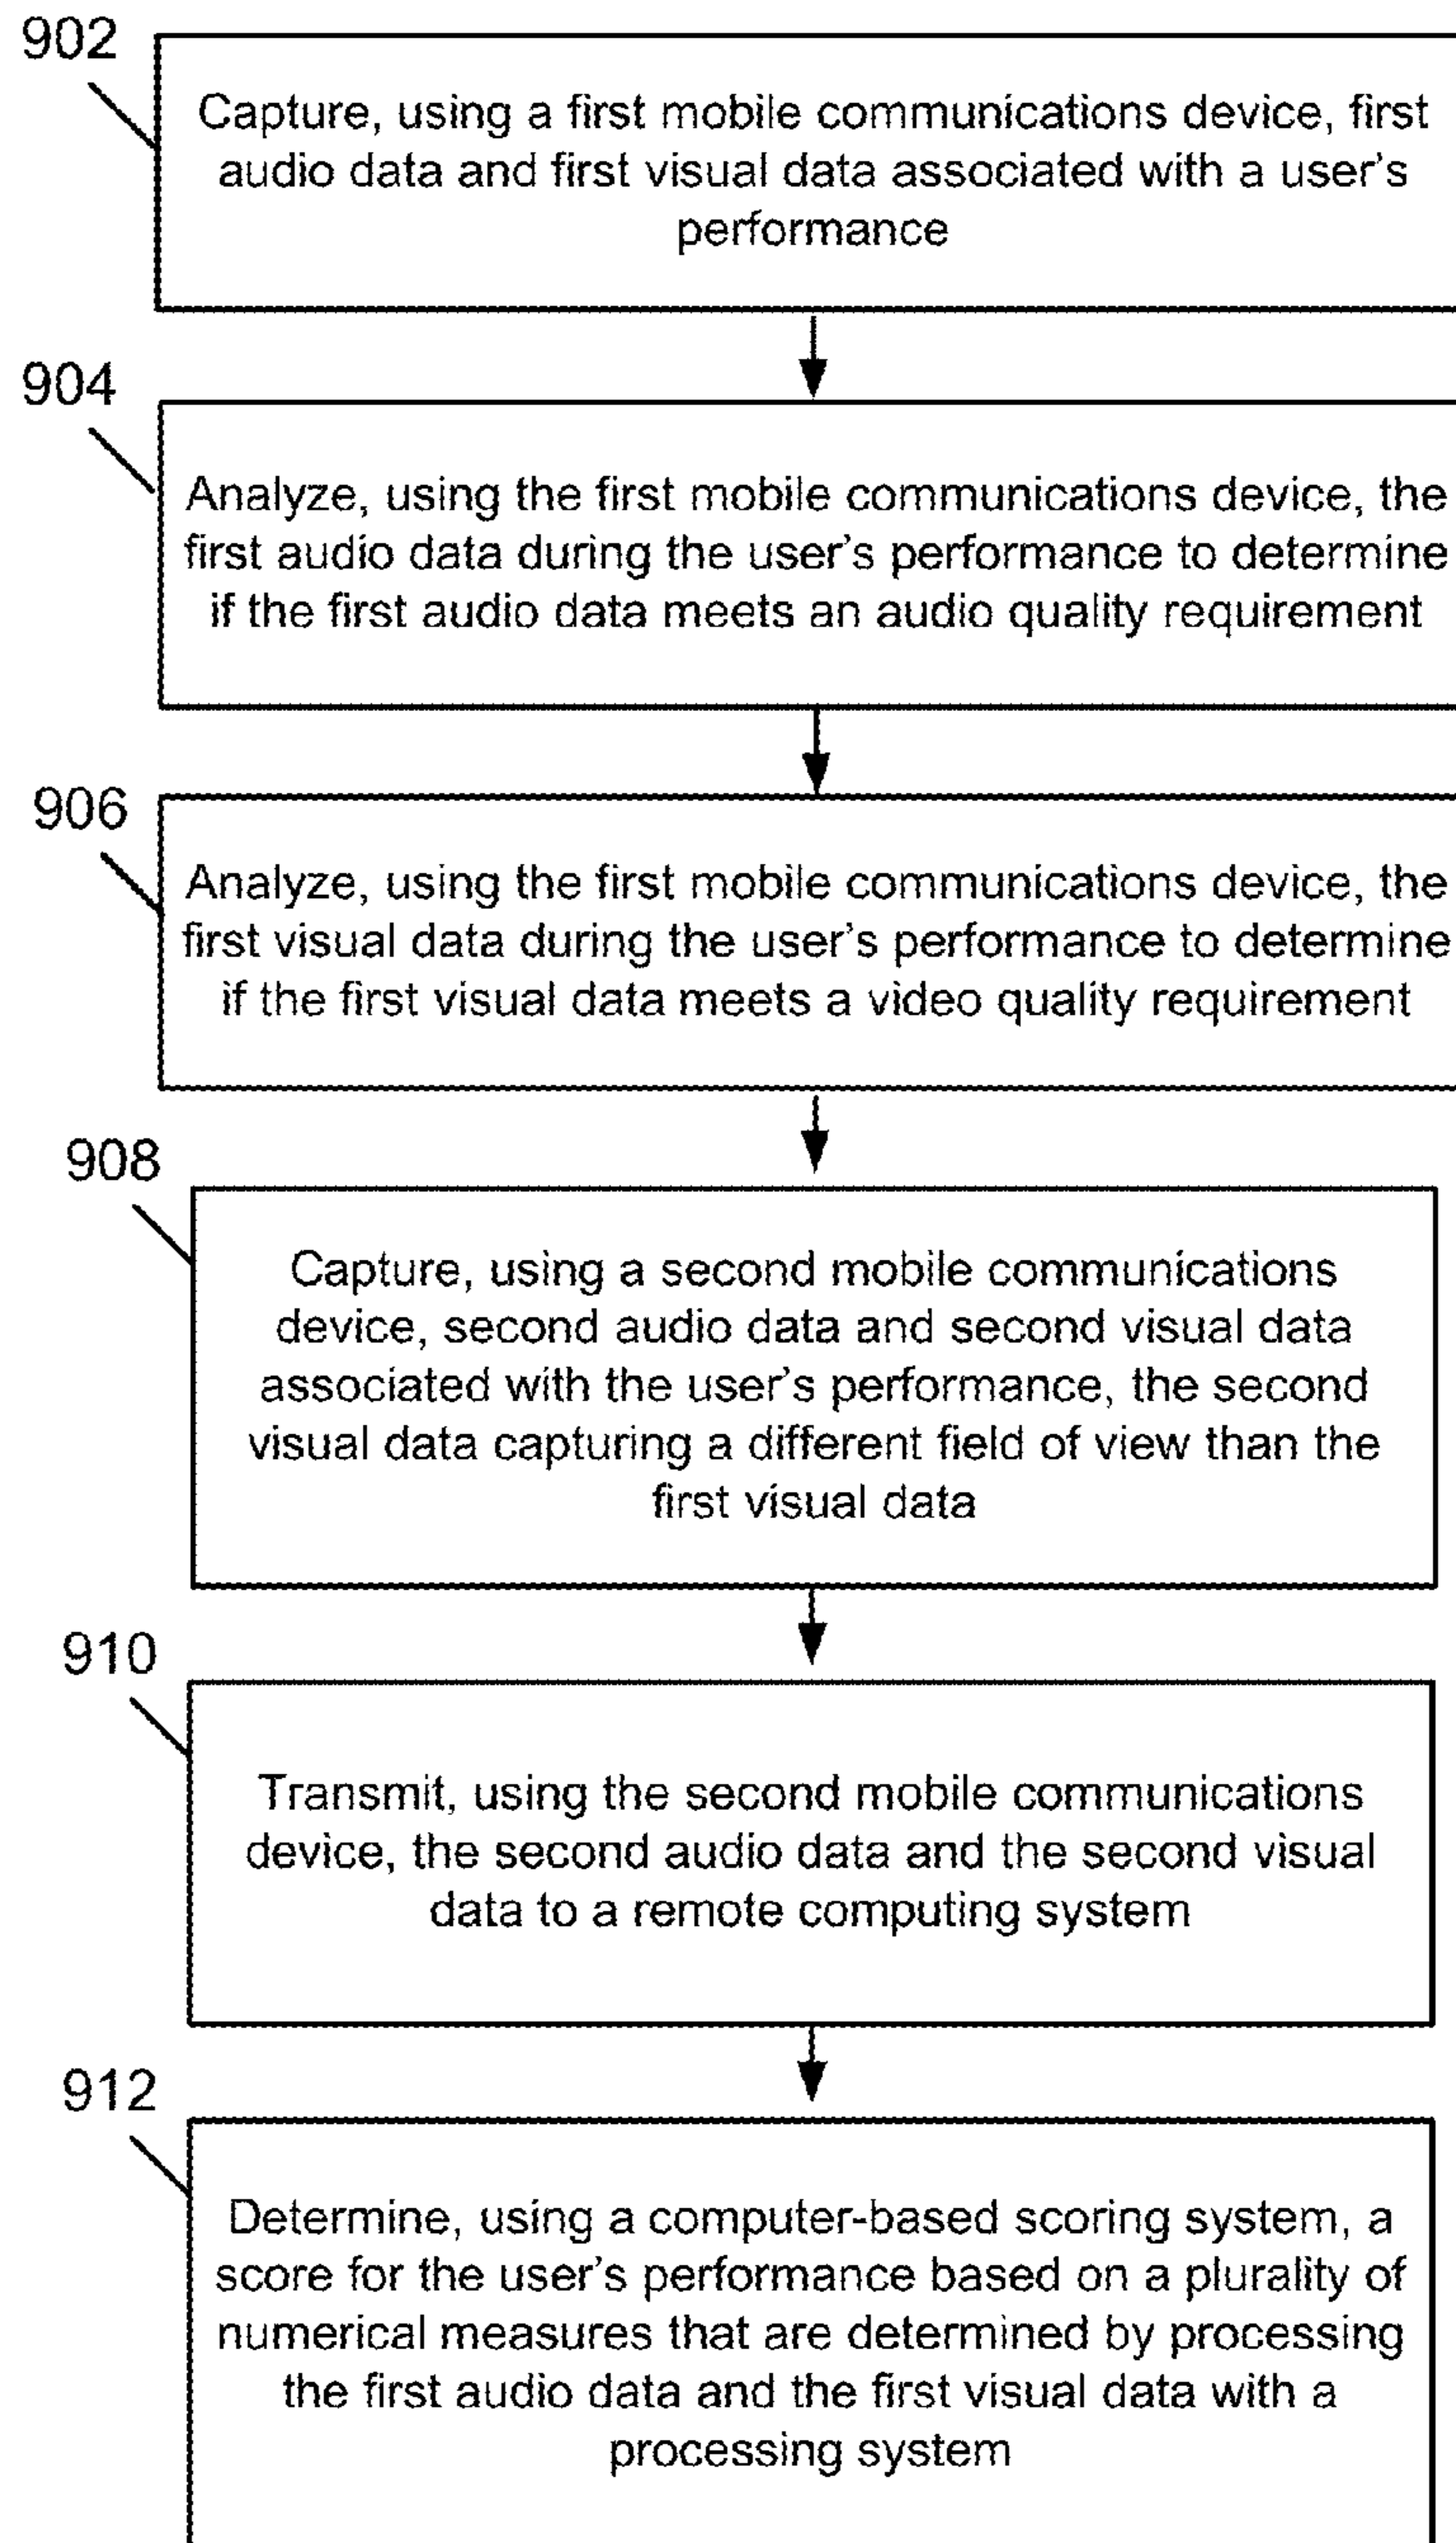 902
Capture, using a first mobile communications device, first
audio data and first visual data associated with a user's
performance
904
Analyze, using the first mobile communications device, the
first audio data during the user's performance to determine
if the first audio data meets an audio quality requirement
906
Analyze, using the first mobile communications device, the
first visual data during the user's performance to determine
if the first visual data meets a video quality requirement
908
Capture, using a second mobile communications
device, second audio data and second visual data
associated with the user's performance, the second
visual data capturing a different field of view than the
first visual data
910
Transmit, using the second mobile communications
device, the second audio data and the second visual
data to a remote computing system
912
Determine, using a computer-based scoring system, a
score for the user's performance based on a plurality of
numerical measures that are determined by processing
the first audio data and the first visual data with a
processing system